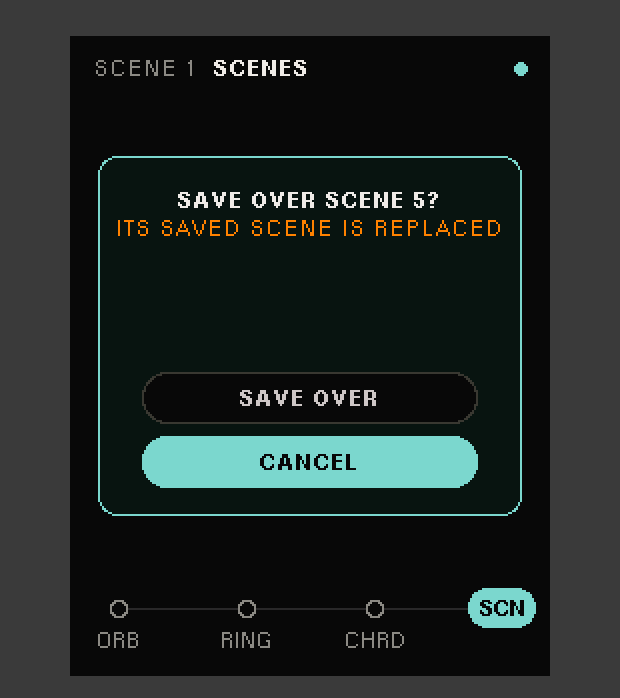 SCENE 1 SCENES
SAVE OVER SCENE 5?
ITS SAVED SCENE IS REPLACED
SAVE OVER
CANCEL
SCN
ORB RING CHRD